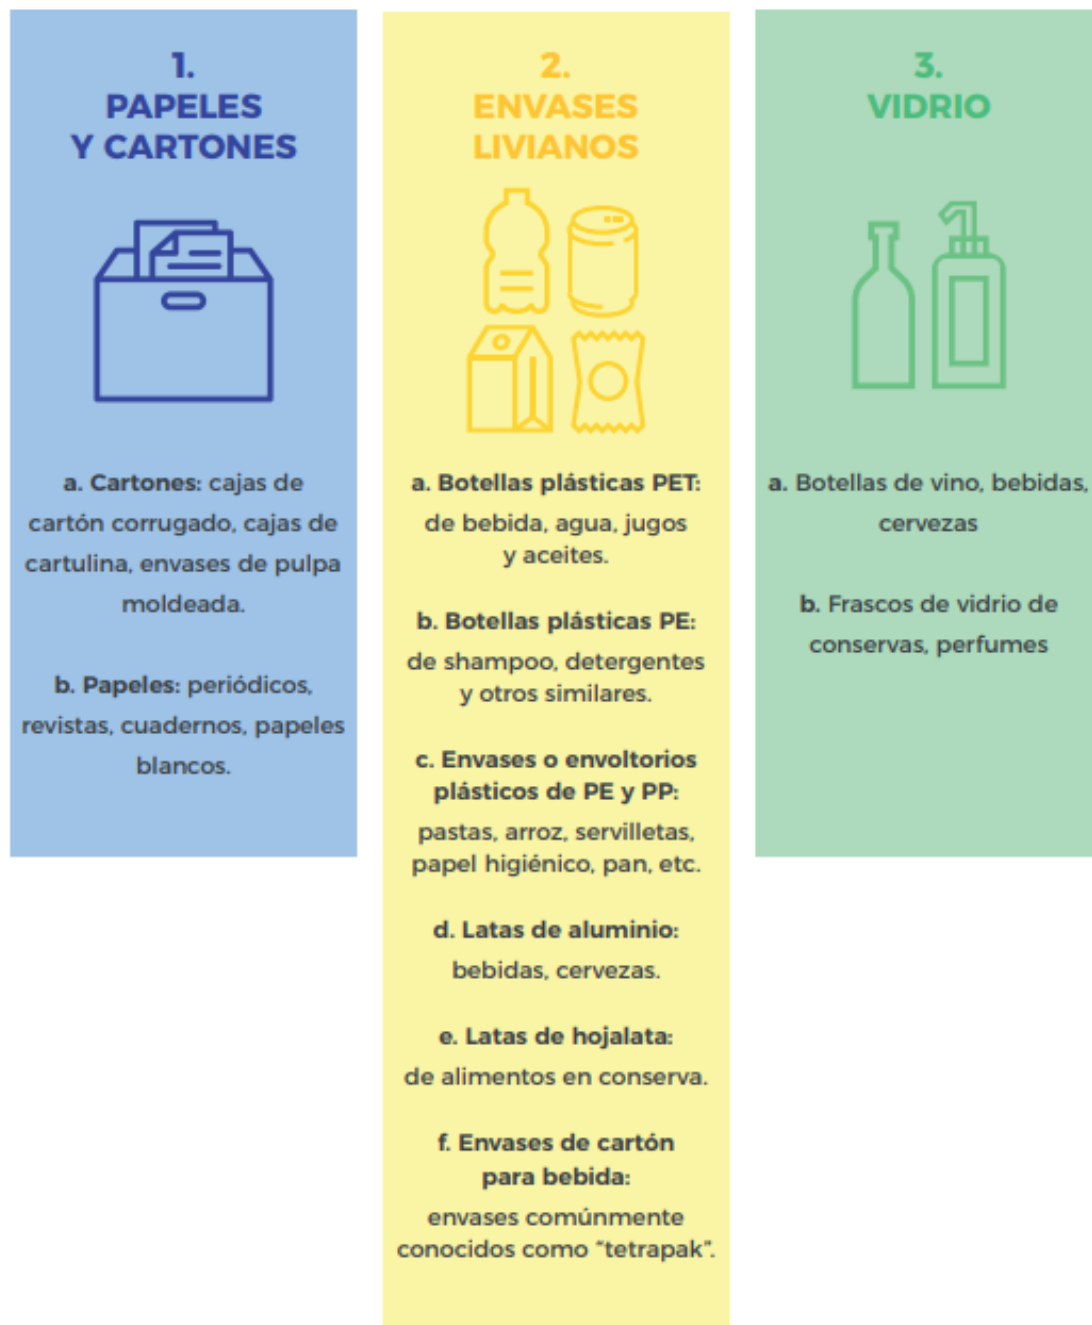 1.
PAPELES
Y CARTONES
a. Cartones: cajas de
cartón corrugado, cajas de
cartulina, envases de pulpa
moldeada.
b. Papeles: periódicos,
revistas, cuadernos, papeles
blancos.
2.
ENVASES
LIVIANOS
a. Botellas plásticas PET:
de bebida, agua, jugos
y aceites.
b. Botellas plásticas PE:
de shampoo, detergentes
y otros similares.
c. Envases o envoltorios
plásticos de PE y PP:
pastas, arroz, servilletas,
papel higiénico, pan, etc.
d. Latas de aluminio:
bebidas, cervezas.
e. Latas de hojalata:
de alimentos en conserva.
f. Envases de cartón
para bebida:
envases comúnmente
conocidos como “tetrapak”.
3.
VIDRIO
a. Botellas de vino, bebidas,
cervezas
b. Frascos de vidrio de
conservas, perfumes